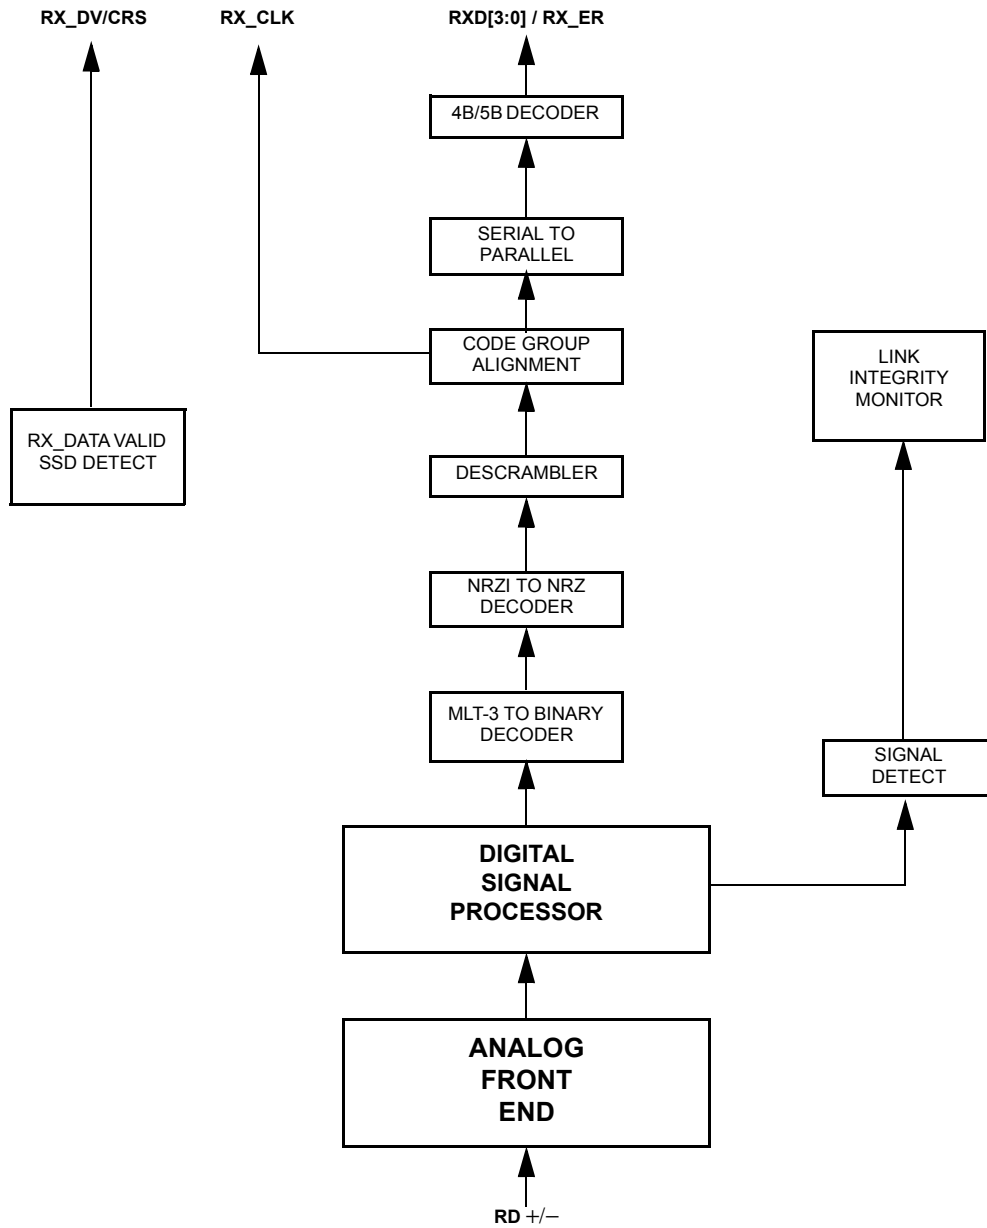 RX_DV/CRS
RX_CLK
RXD[3:0] / RX_ER
4B/5B DECODER
SERIAL TO
PARALLEL
CODE GROUP
ALIGNMENT
LINK
INTEGRITY
MONITOR
RX_DATA VALID
SSD DETECT
DESCRAMBLER
NRZI TO NRZ
DECODER
MLT-3 TO BINARY
DECODER
SIGNAL
DETECT
DIGITAL
SIGNAL
PROCESSOR
ANALOG
FRONT
END
RD +/−